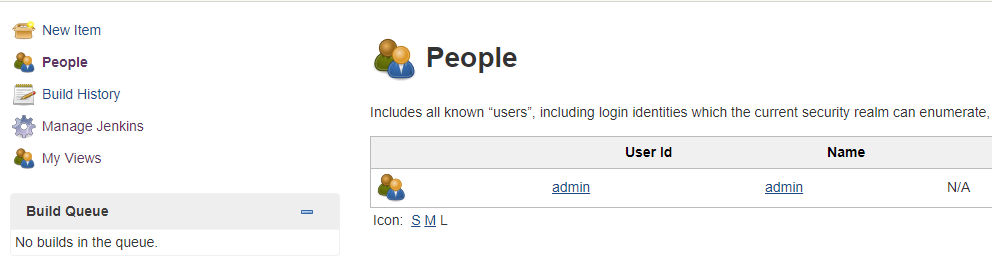 New Item
People
Build History
Manage Jenkins
My Views
Build Queue
No builds in the queue.
People
Includes all known “users”, including login identities which the current security realm can enumerate,
User Id Name
admin admin N/A
Icon: S M L